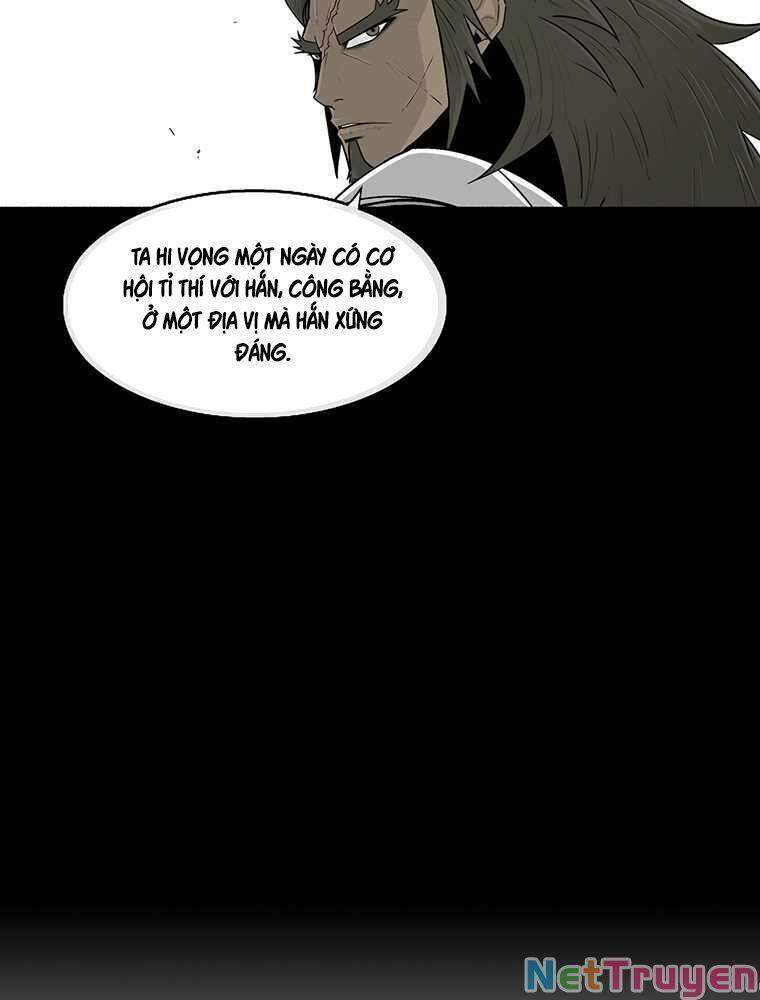 TA HI VỌNG MỘT NGÀY CÓ CƠ
HỘI TỈ THÍ VỚI HẮN, CÔNG BẰNG,
Ở MỘT ĐỊA VỊ MÀ HẮN XỨNG
ĐÁNG.
NetTruyen